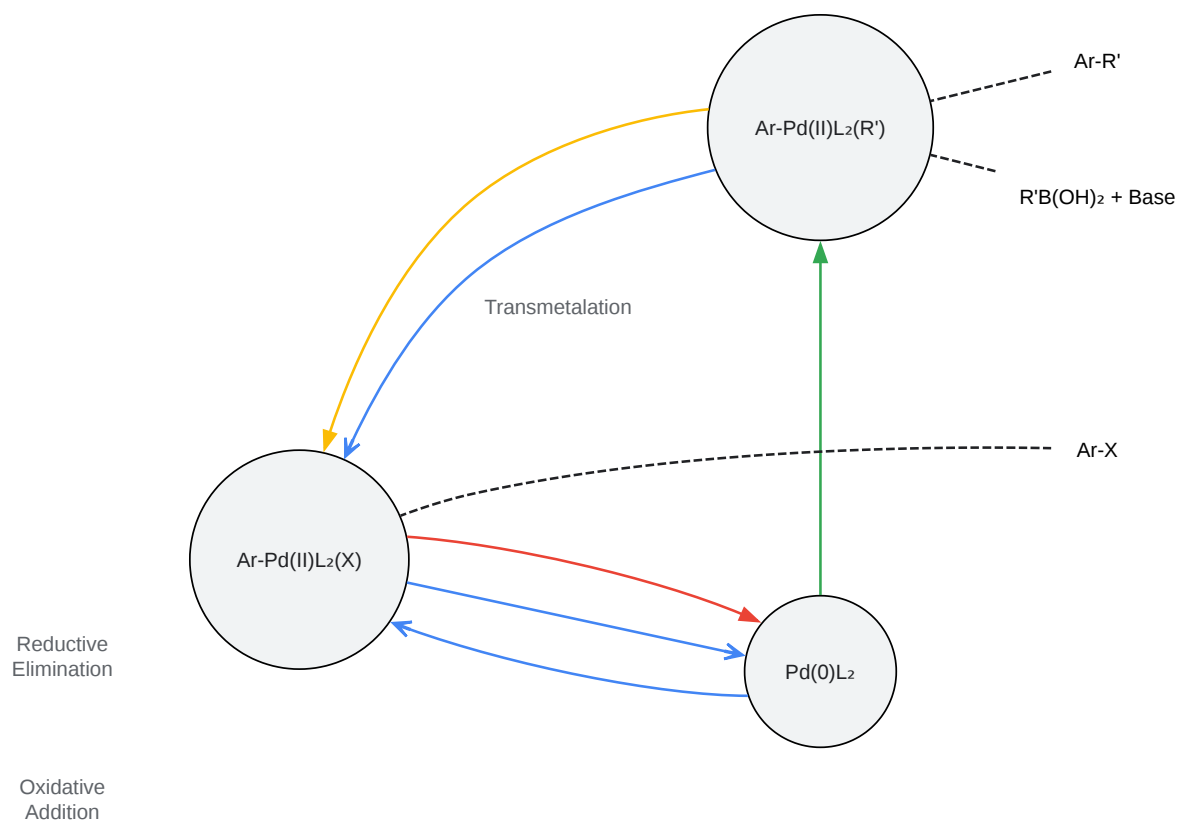 Ar-R'
Ar-Pd(II)L₂(R')
R'B(OH)₂ + Base
Transmetalation
Ar-X
Ar-Pd(II)L₂(X)
Reductive
Elimination
Pd(0)L₂
Oxidative
Addition